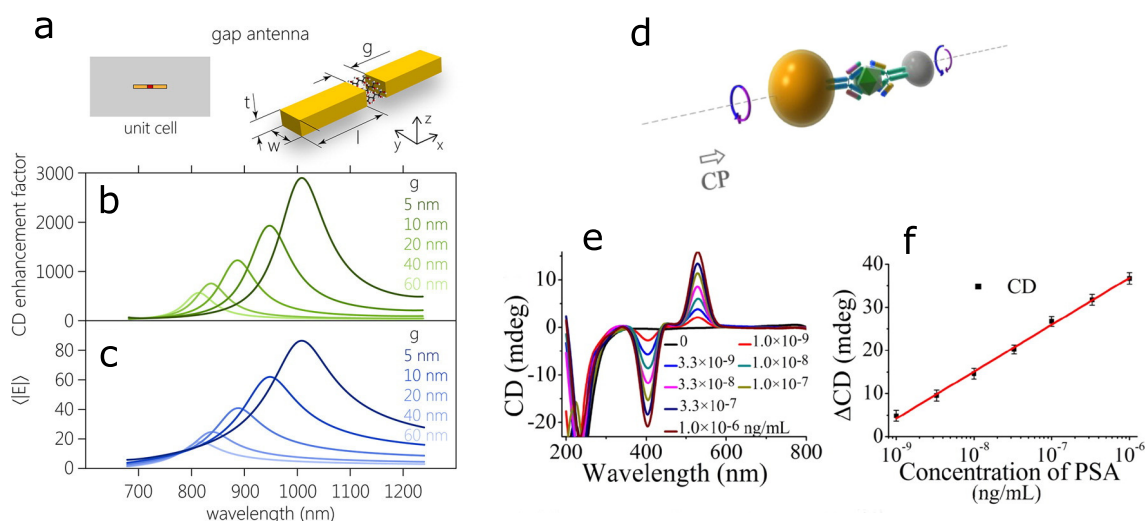 a
gap antenna
g
t
w
l
z
y
x
unit cell
b
CD enhancement factor
3000
2000
1000
0
g
5 nm
10 nm
20 nm
40 nm
60 nm
c
⟨|E|⟩
80
60
40
20
0
g
5 nm
10 nm
20 nm
40 nm
60 nm
700
800
900
1000
1100
1200
wavelength (nm)
d
CP
e
CD (mdeg)
10
0
-10
-20
0
1.0×10-9
3.3×10-9
1.0×10-8
3.3×10-8
1.0×10-7
3.3×10-7
1.0×10-6 ng/mL
200
400
600
800
Wavelength (nm)
f
ΔCD (mdeg)
40
30
20
10
0
CD
10-9
10-8
10-7
10-6
Concentration of PSA
(ng/mL)